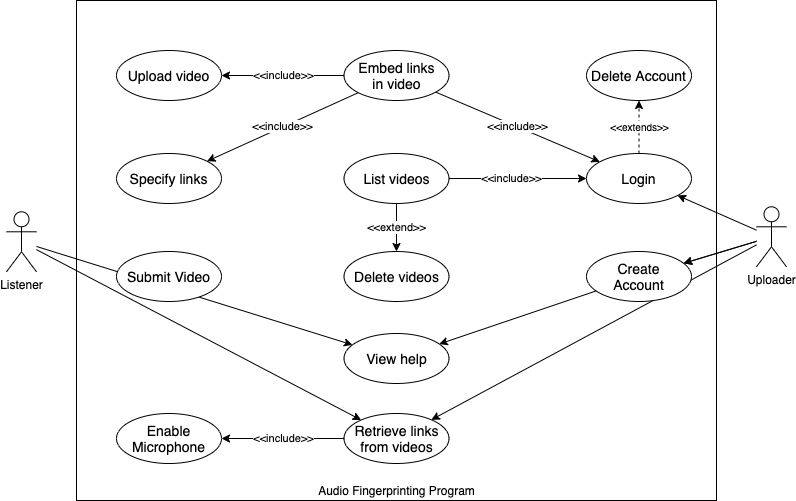 Upload video
<<include>>
Embed links
in video
Delete Account
<<include>>
<<include>>
<<extends>>
Specify links
List videos
<<include>>
Login
<<extend>>
Listener
Submit Video
Delete videos
Create
Account
Uploader
View help
Enable
Microphone
<<include>>
Retrieve links
from videos
Audio Fingerprinting Program